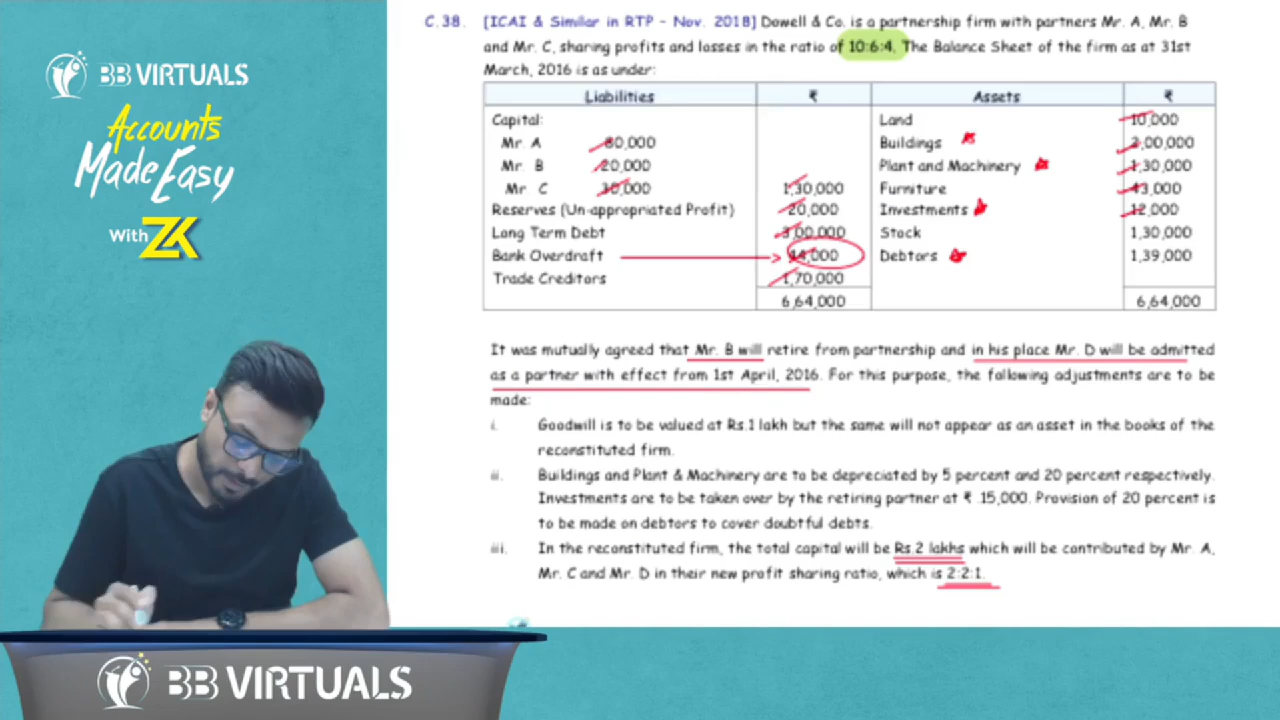 BB VIRTUALS
Accounts
Made Easy
With ZK
C.38. [ICAI & Similar in RTP - Nov. 2018] Dowell & Co. is a partnership firm with partners Mr. A, Mr. B
and Mr. C, sharing profits and losses in the ratio of 10:6:4. The Balance Sheet of the firm as at 31st
March, 2016 is as under:
Liabilities ₹ Assets ₹
Capital: Land 10,000
Mr. A 80,000 Buildings 2,00,000
Mr. B 20,000 Plant and Machinery 1,30,000
Mr. C 30,000 1,30,000 Furniture 43,000
Reserves (Un-appropriated Profit) 20,000 Investments 12,000
Long Term Debt 3,00,000 Stock 1,30,000
Bank Overdraft 44,000 Debtors 1,39,000
Trade Creditors 1,70,000
6,64,000 6,64,000
It was mutually agreed that Mr. B will retire from partnership and in his place Mr. D will be admitted
as a partner with effect from 1st April, 2016. For this purpose, the following adjustments are to be
made:
i. Goodwill is to be valued at Rs.1 lakh but the same will not appear as an asset in the books of the
reconstituted firm.
ii. Buildings and Plant & Machinery are to be depreciated by 5 percent and 20 percent respectively.
Investments are to be taken over by the retiring partner at ₹ 15,000. Provision of 20 percent is
to be made on debtors to cover doubtful debts.
iii. In the reconstituted firm, the total capital will be Rs.2 lakhs which will be contributed by Mr. A,
Mr. C and Mr. D in their new profit sharing ratio, which is 2:2:1.
BB VIRTUALS